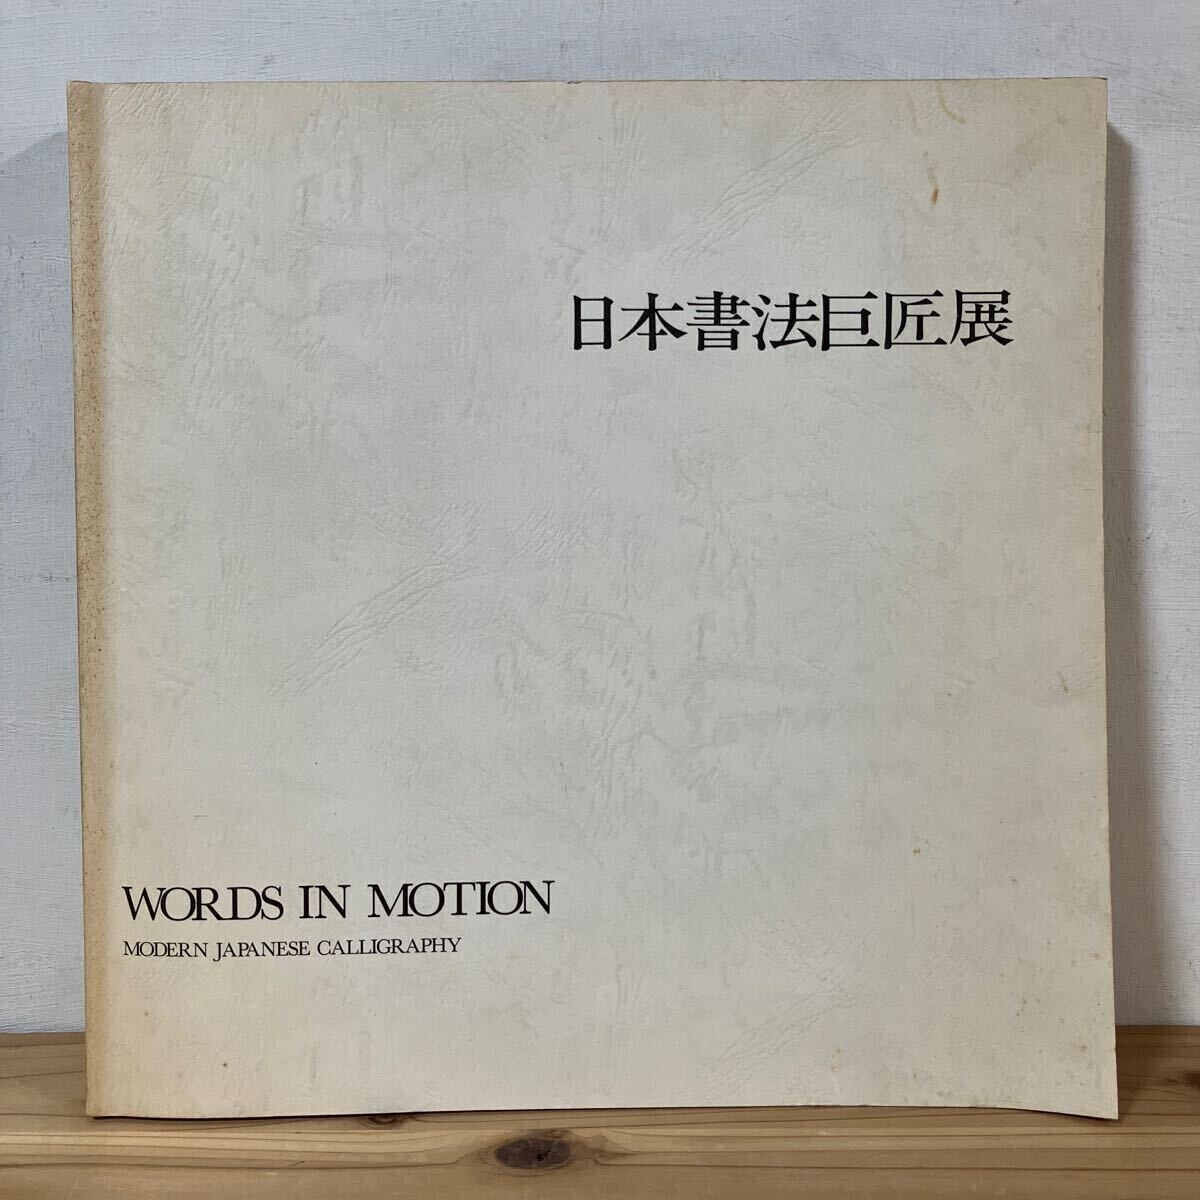 日本書法巨匠展
WORDS IN MOTION
MODERN JAPANESE CALLIGRAPHY